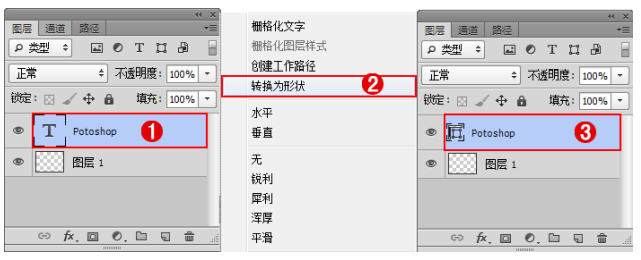 图层 通道 路径
类型
正常 不透明度: 100%
锁定: 填充: 100%
T Potoshop 1
图层 1
fx
栅格化文字
栅格化图层样式
创建工作路径
转换为形状 2
水平
垂直
无
锐利
犀利
浑厚
平滑
图层 通道 路径
类型
正常 不透明度: 100%
锁定: 填充: 100%
Potoshop 3
图层 1
fx